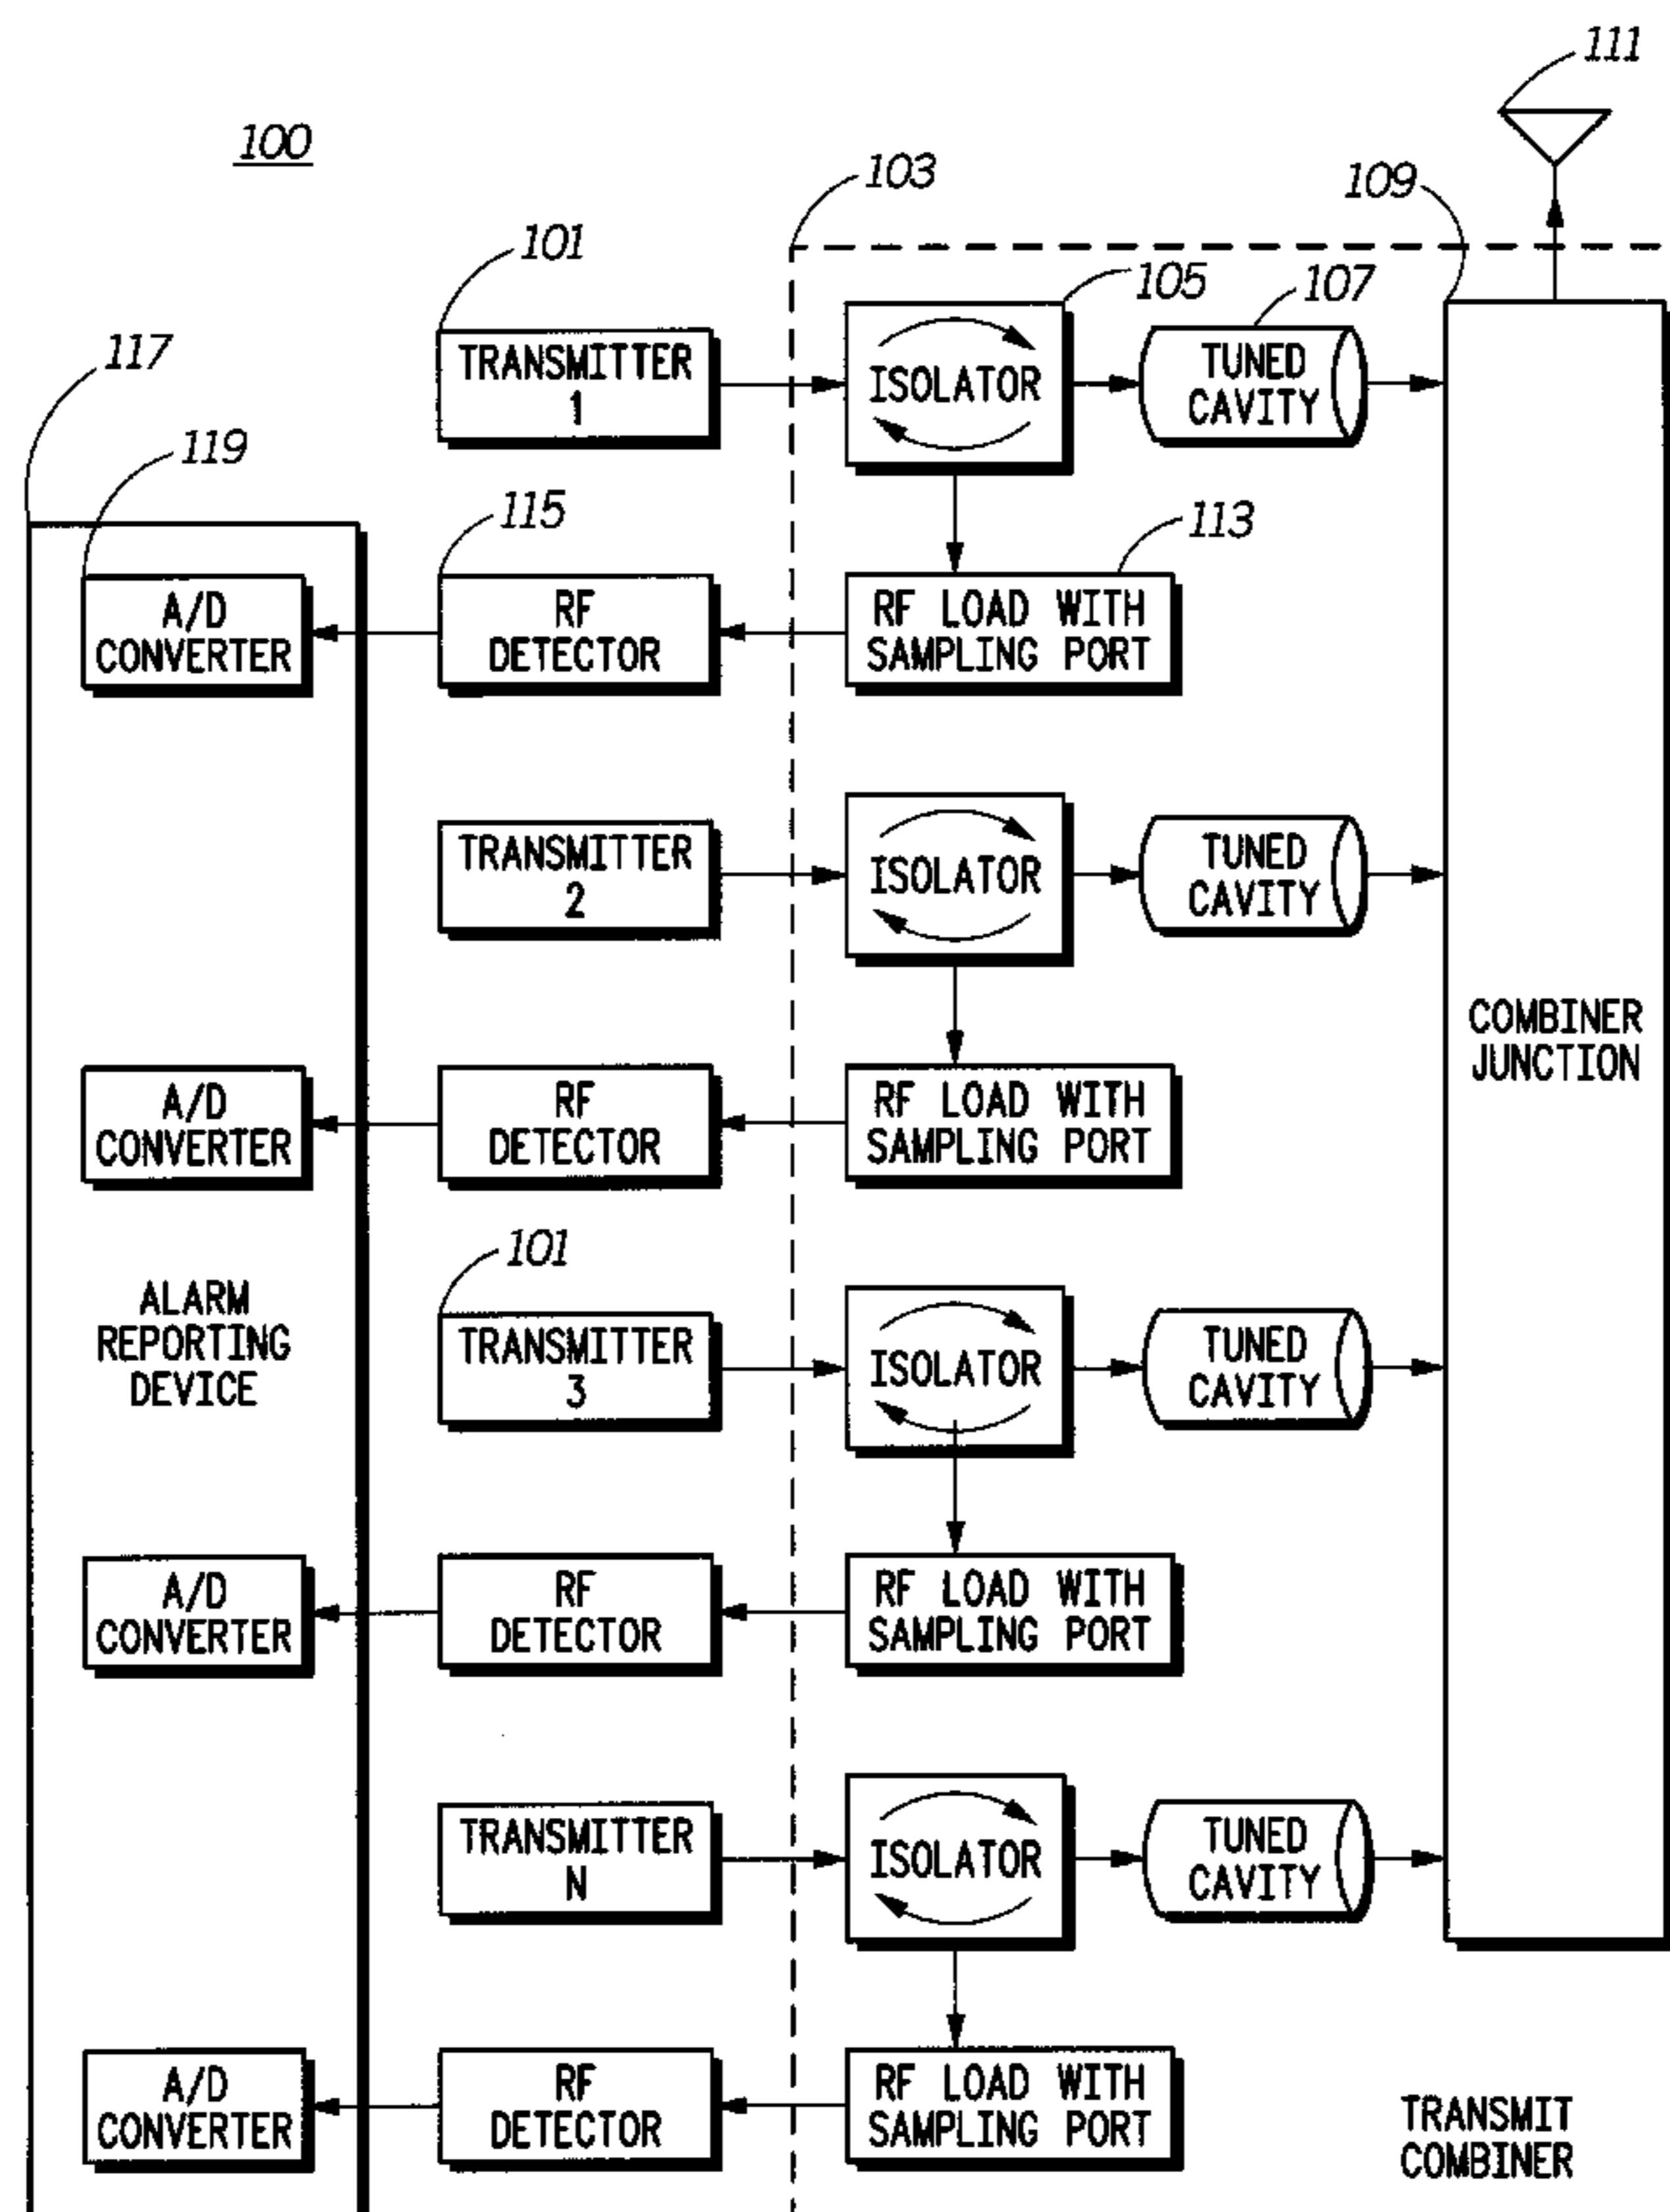 111
100
103
109
101
105
107
117
TRANSMITTER
1
ISOLATOR
TUNED
CAVITY
119
115
113
A/D
CONVERTER
RF
DETECTOR
RF LOAD WITH
SAMPLING PORT
TRANSMITTER
2
ISOLATOR
TUNED
CAVITY
COMBINER
JUNCTION
A/D
CONVERTER
RF
DETECTOR
RF LOAD WITH
SAMPLING PORT
101
ALARM
REPORTING
DEVICE
TRANSMITTER
3
ISOLATOR
TUNED
CAVITY
A/D
CONVERTER
RF
DETECTOR
RF LOAD WITH
SAMPLING PORT
TRANSMITTER
N
ISOLATOR
TUNED
CAVITY
A/D
CONVERTER
RF
DETECTOR
RF LOAD WITH
SAMPLING PORT
TRANSMIT
COMBINER